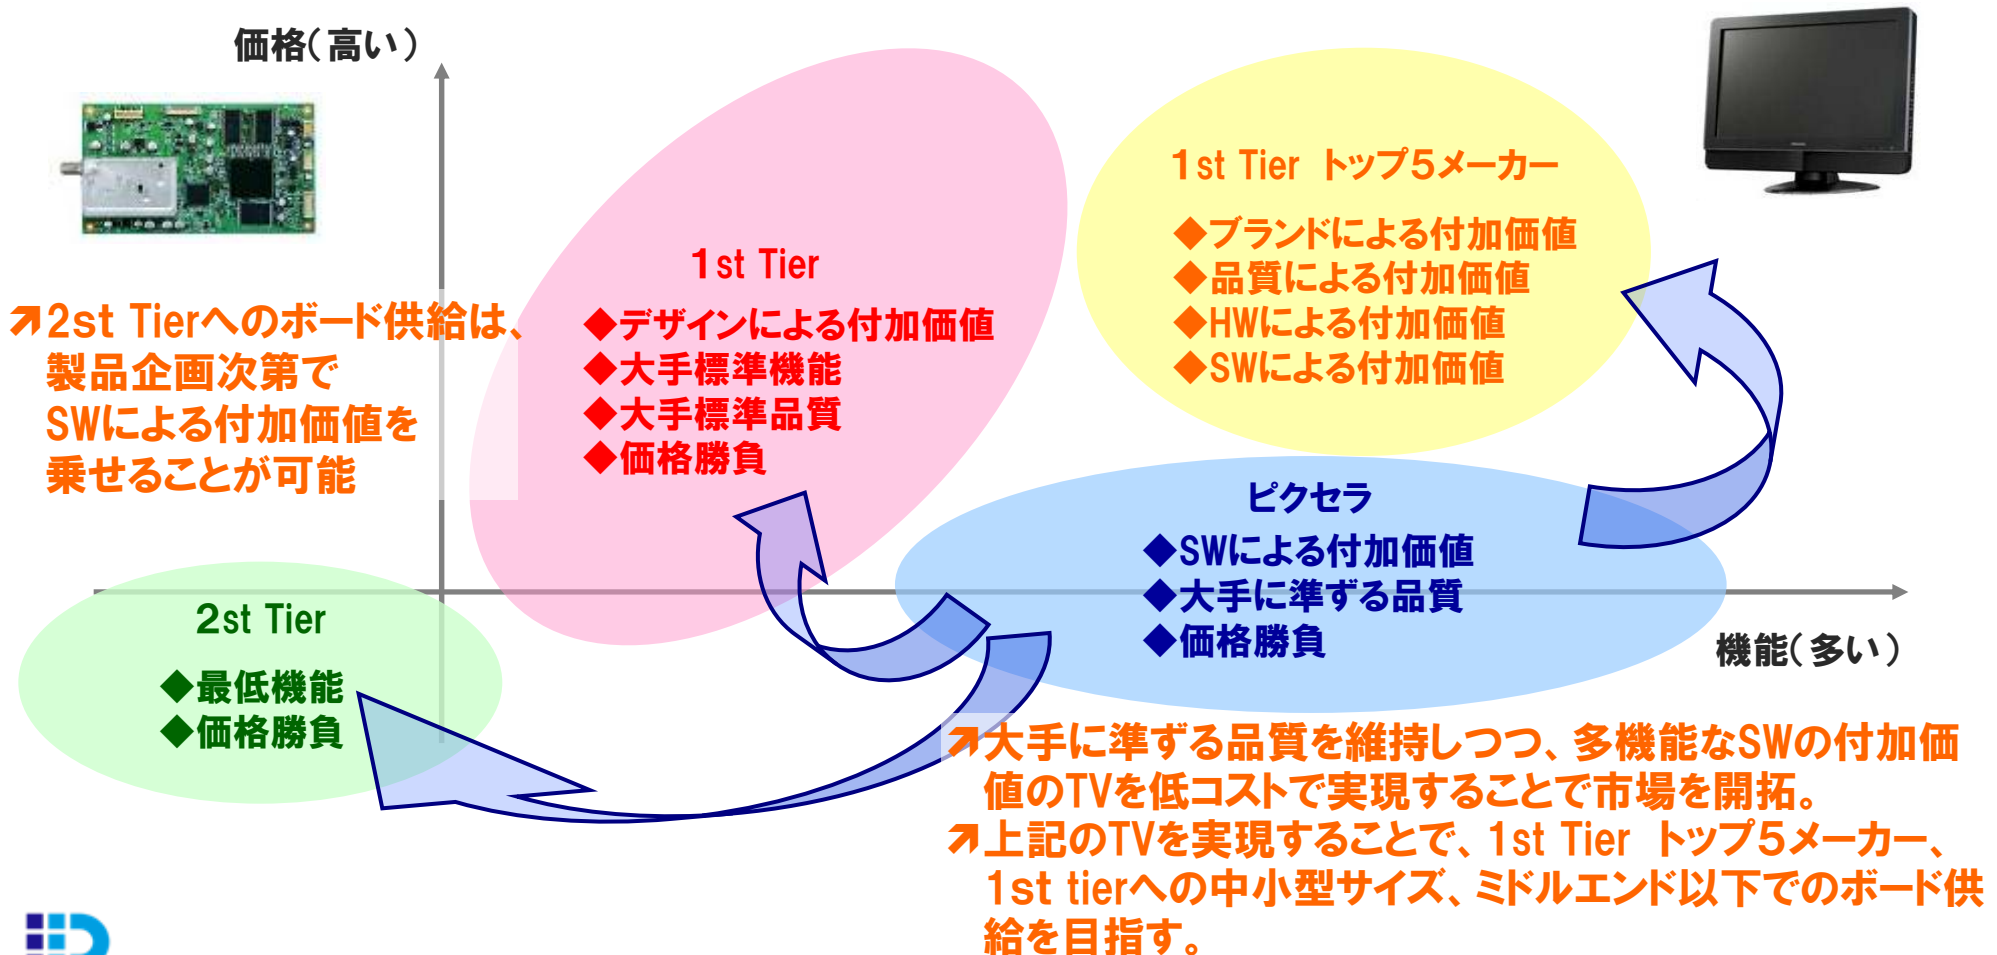 価格(高い)
1st Tier トップ5メーカー
◆ブランドによる付加価値
◆品質による付加価値
◆HWによる付加価値
◆SWによる付加価値
1st Tier
◆デザインによる付加価値
◆大手標準機能
◆大手標準品質
◆価格勝負
2st Tierへのボード供給は、
製品企画次第で
SWによる付加価値を
乗せることが可能
ピクセラ
◆SWによる付加価値
◆大手に準ずる品質
◆価格勝負
機能(多い)
2st Tier
◆最低機能
◆価格勝負
大手に準ずる品質を維持しつつ、多機能なSWの付加価
値のTVを低コストで実現することで市場を開拓。
上記のTVを実現することで、1st Tier トップ5メーカー、
1st tierへの中小型サイズ、ミドルエンド以下でのボード供
給を目指す。